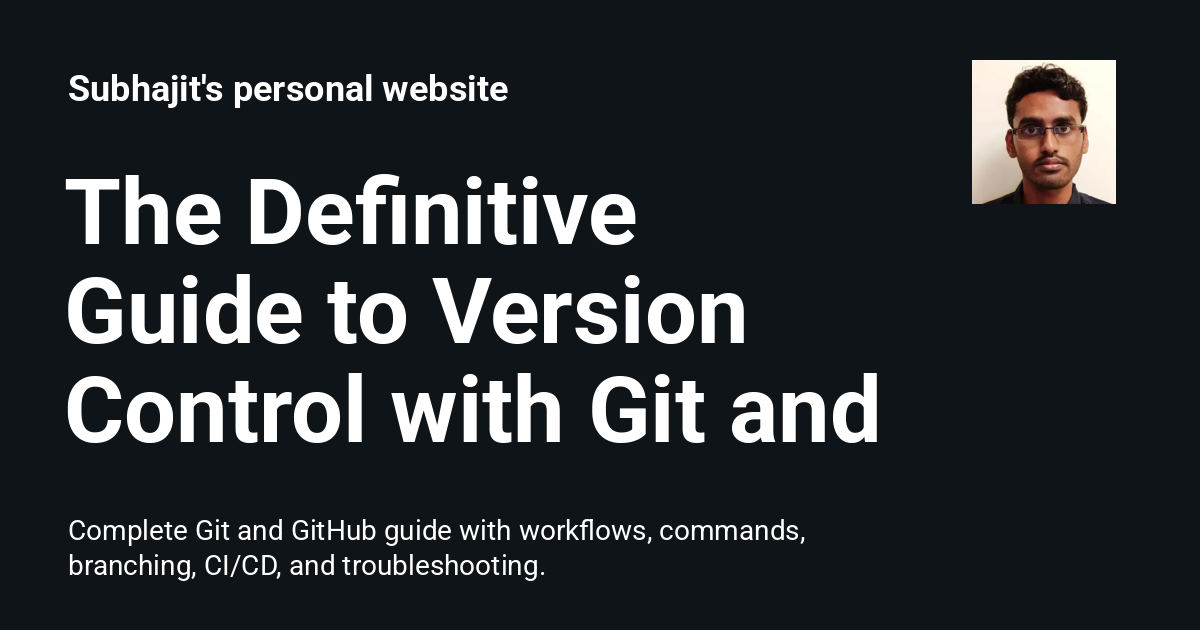 Subhajit's personal website
The Definitive
Guide to Version
Control with Git and
Complete Git and GitHub guide with workflows, commands,
branching, CI/CD, and troubleshooting.